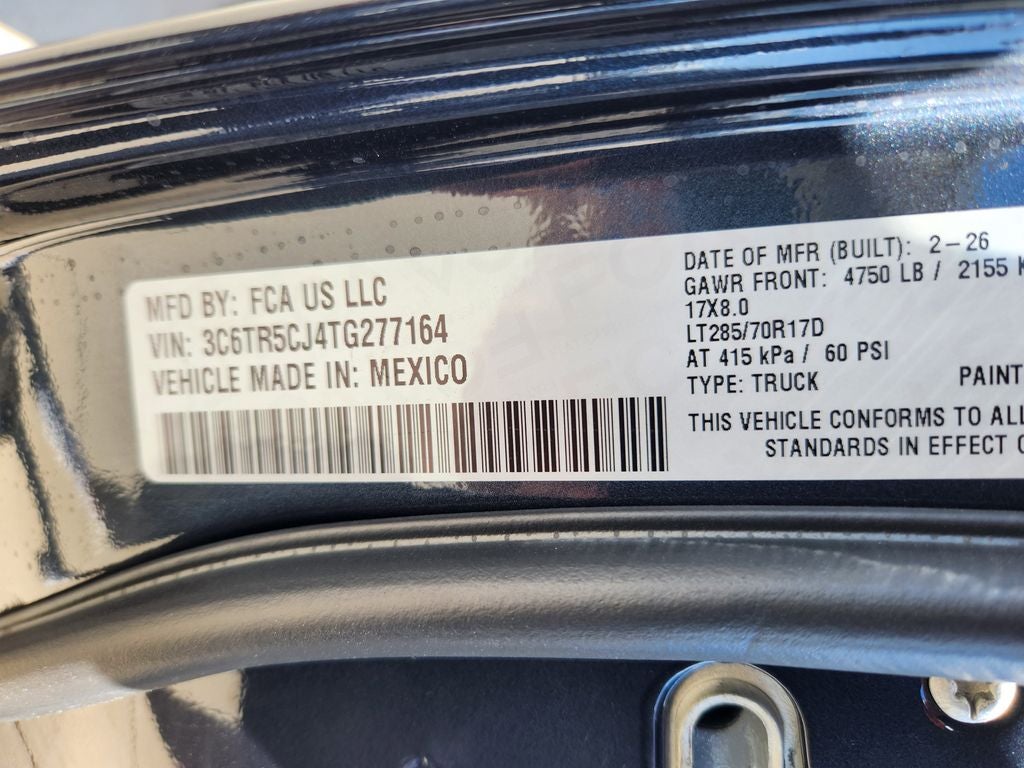 MFD BY: FCA US LLC
VIN: 3C6TR5CJ4TG277164
VEHICLE MADE IN: MEXICO
DATE OF MFR (BUILT): 2-26
GAWR FRONT: 4750 LB / 2155 K
17X8.0
LT285/70R17D
AT 415 kPa / 60 PSI
TYPE: TRUCK PAINT
THIS VEHICLE CONFORMS TO ALL
STANDARDS IN EFFECT